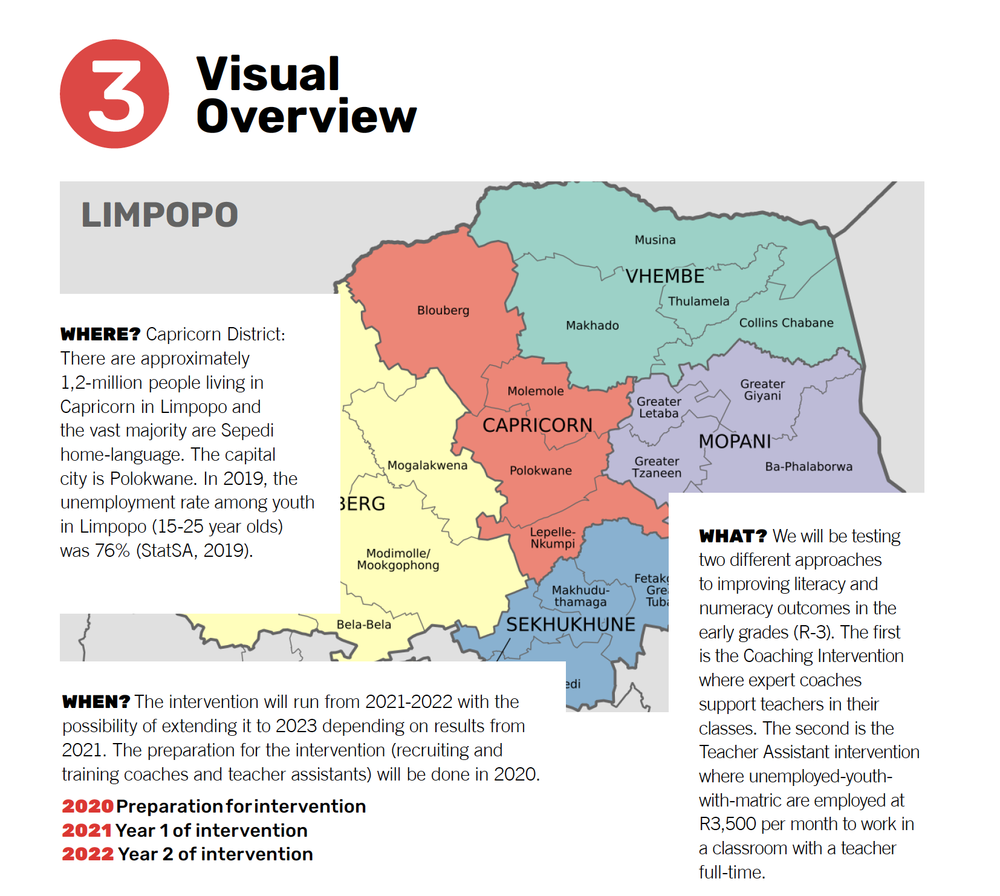 3
Visual
Overview
LIMPOPO
Musina
VHEMBE
Thulamela
Blouberg
Makhado
Collins Chabane
Molemole
Greater
Giyani
Greater
Letaba
CAPRICORN
MOPANI
Mogalakwena
Polokwane
Greater
Tzaneen
Ba-Phalaborwa
BERG
Lepelle-
Nkumpi
Modimolle/
Mookgophong
Makhudu-
thamaga
Fetakg
Grea
Tuba
SEKHUKHUNE
Bela-Bela
edi
WHERE? Capricorn District:
There are approximately
1,2-million people living in
Capricorn in Limpopo and
the vast majority are Sepedi
home-language. The capital
city is Polokwane. In 2019, the
unemployment rate among youth
in Limpopo (15-25 year olds)
was 76% (StatSA, 2019).
WHAT? We will be testing
two different approaches
to improving literacy and
numeracy outcomes in the
early grades (R-3). The first
is the Coaching Intervention
where expert coaches
support teachers in their
classes. The second is the
Teacher Assistant intervention
where unemployed-youth-
with-matric are employed at
R3,500 per month to work in
a classroom with a teacher
full-time.
WHEN? The intervention will run from 2021-2022 with the
possibility of extending it to 2023 depending on results from
2021. The preparation for the intervention (recruiting and
training coaches and teacher assistants) will be done in 2020.
2020 Preparation for intervention
2021 Year 1 of intervention
2022 Year 2 of intervention